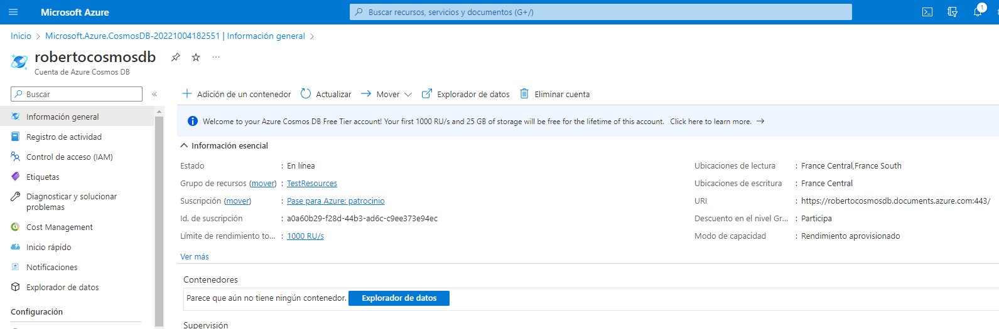 Microsoft Azure
Buscar recursos, servicios y documentos (G+/)
1
Inicio > Microsoft.Azure.CosmosDB-20221004182551 | Información general >
robertocosmosdb
Cuenta de Azure Cosmos DB
Buscar
Adición de un contenedor
Actualizar
Mover
Explorador de datos
Eliminar cuenta
Información general
Registro de actividad
Control de acceso (IAM)
Etiquetas
Diagnosticar y solucionar
problemas
Cost Management
Inicio rápido
Notificaciones
Explorador de datos
Configuración
Welcome to your Azure Cosmos DB Free Tier account! Your first 1000 RU/s and 25 GB of storage will be free for the lifetime of this account. Click here to learn more. →
Información esencial
Estado : En línea
Grupo de recursos (mover) : TestResources
Suscripción (mover) : Pase para Azure: patrocinio
Id. de suscripción : a0a60b29-f28d-44b3-ad6c-c9ee373e94ec
Límite de rendimiento to... : 1000 RU/s
Ver más
Ubicaciones de lectura : France Central,France South
Ubicaciones de escritura : France Central
URI : https://robertocosmosdb.documents.azure.com:443/
Descuento en el nivel Gr... : Participa
Modo de capacidad : Rendimiento aprovisionado
Contenedores
Parece que aún no tiene ningún contenedor. Explorador de datos
Supervisión